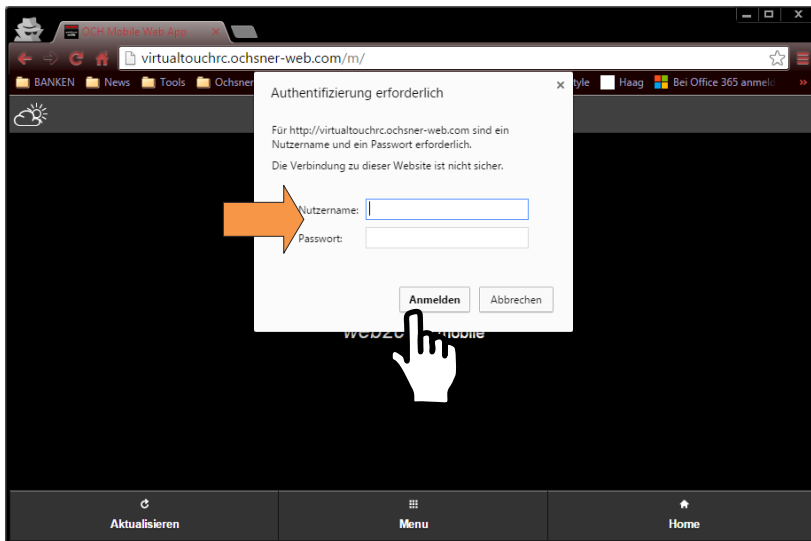 OCH Mobile Web App
virtualtouchrc.ochsner-web.com/m/
BANKEN News Tools Ochsner tyle Haag Bei Office 365 anmeld »
Authentifizierung erforderlich
Für http://virtualtouchrc.ochsner-web.com sind ein
Nutzername und ein Passwort erforderlich.
Die Verbindung zu dieser Website ist nicht sicher.
Nutzername:
Passwort:
Anmelden Abbrechen
Aktualisieren Menu Home